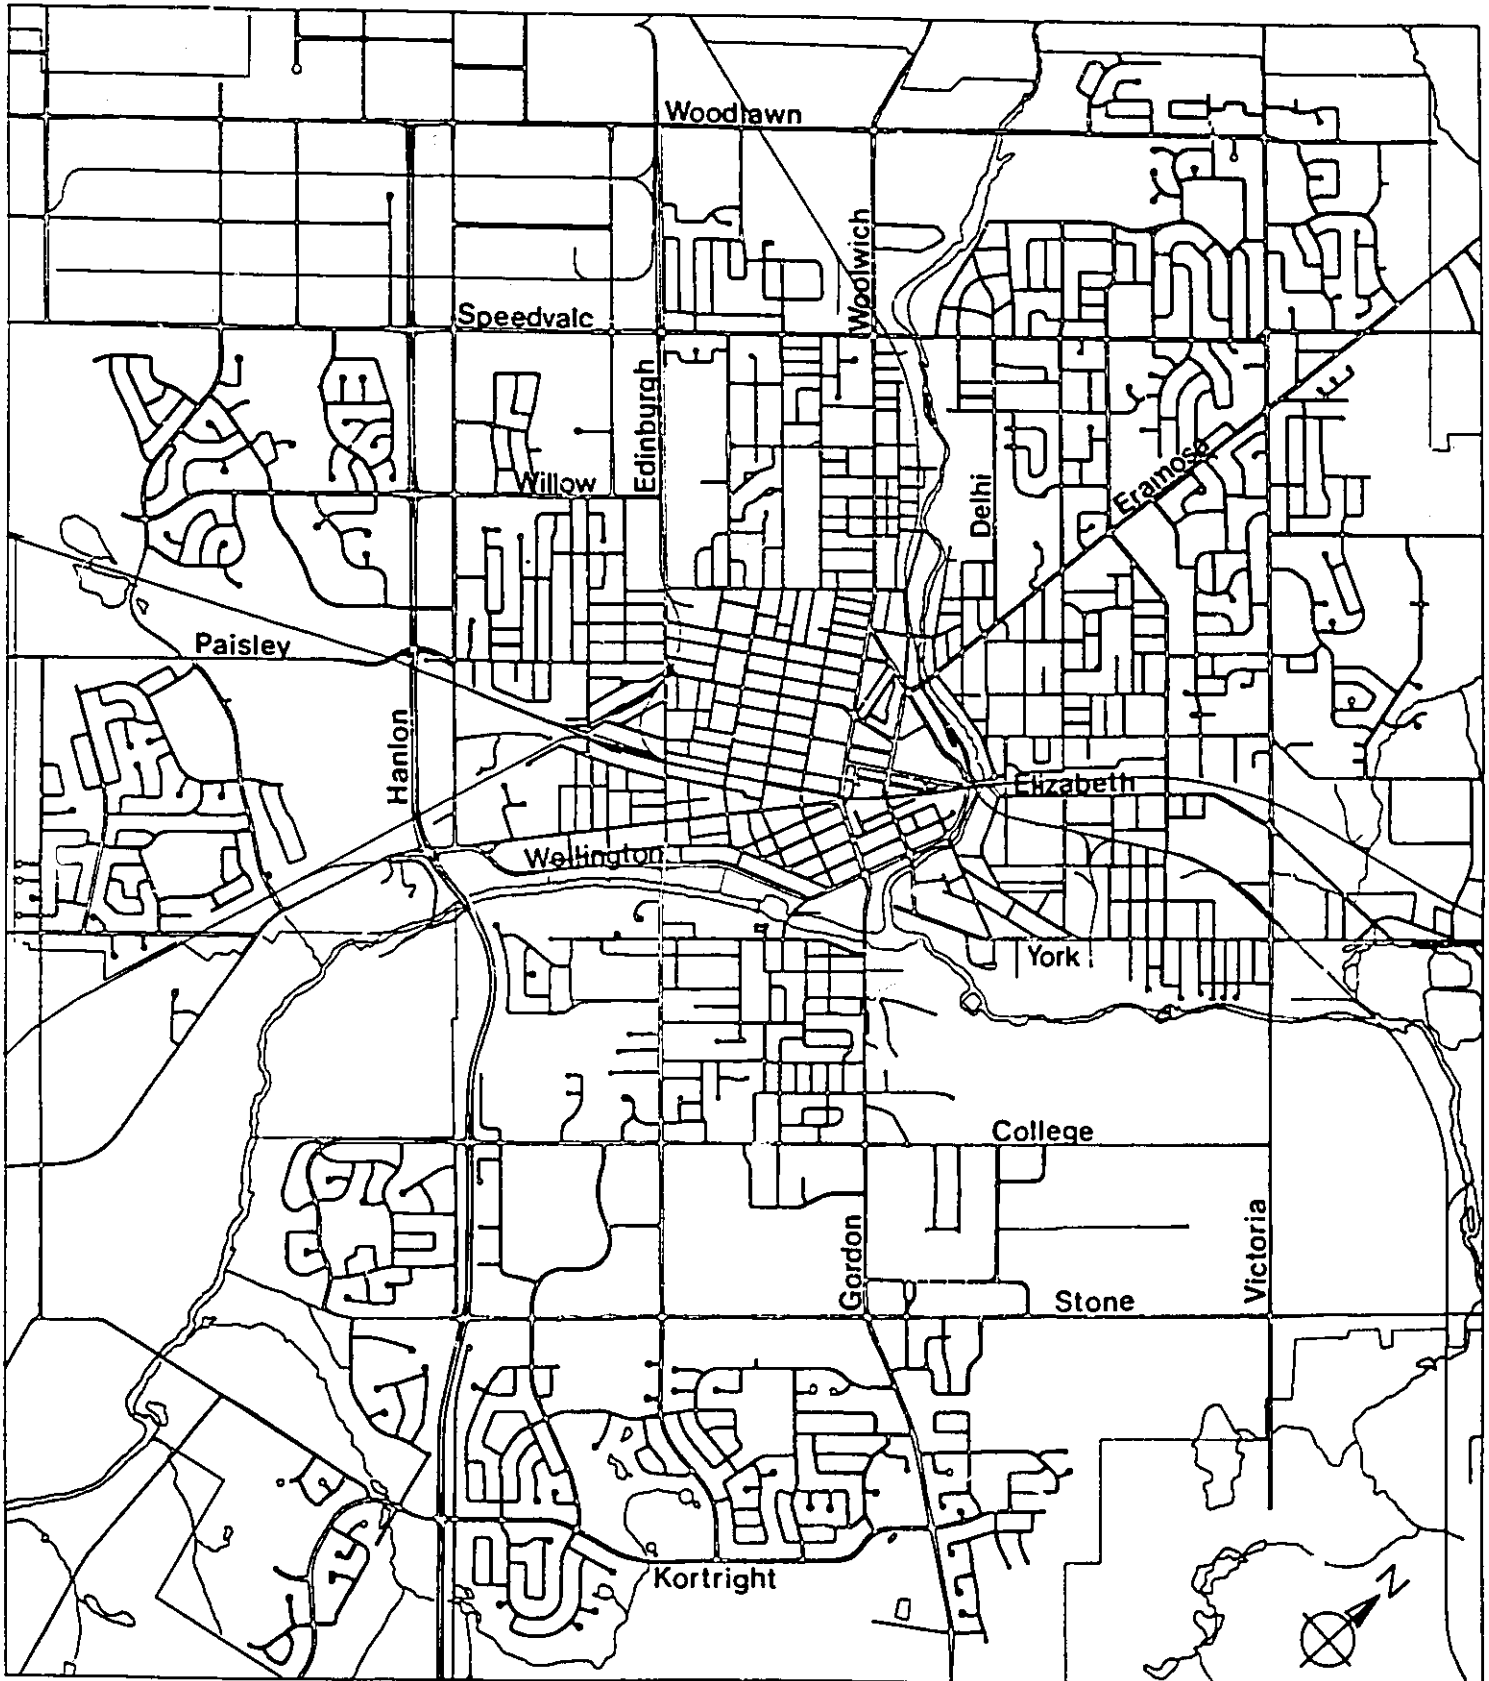 Woodlawn
Woolwich
Speedvalc
Edinburgh
Willow
Delhi
Eramosa
Paisley
Hanlon
Elizabeth
Wellington
York
College
Gordon
Victoria
Stone
Kortright
N